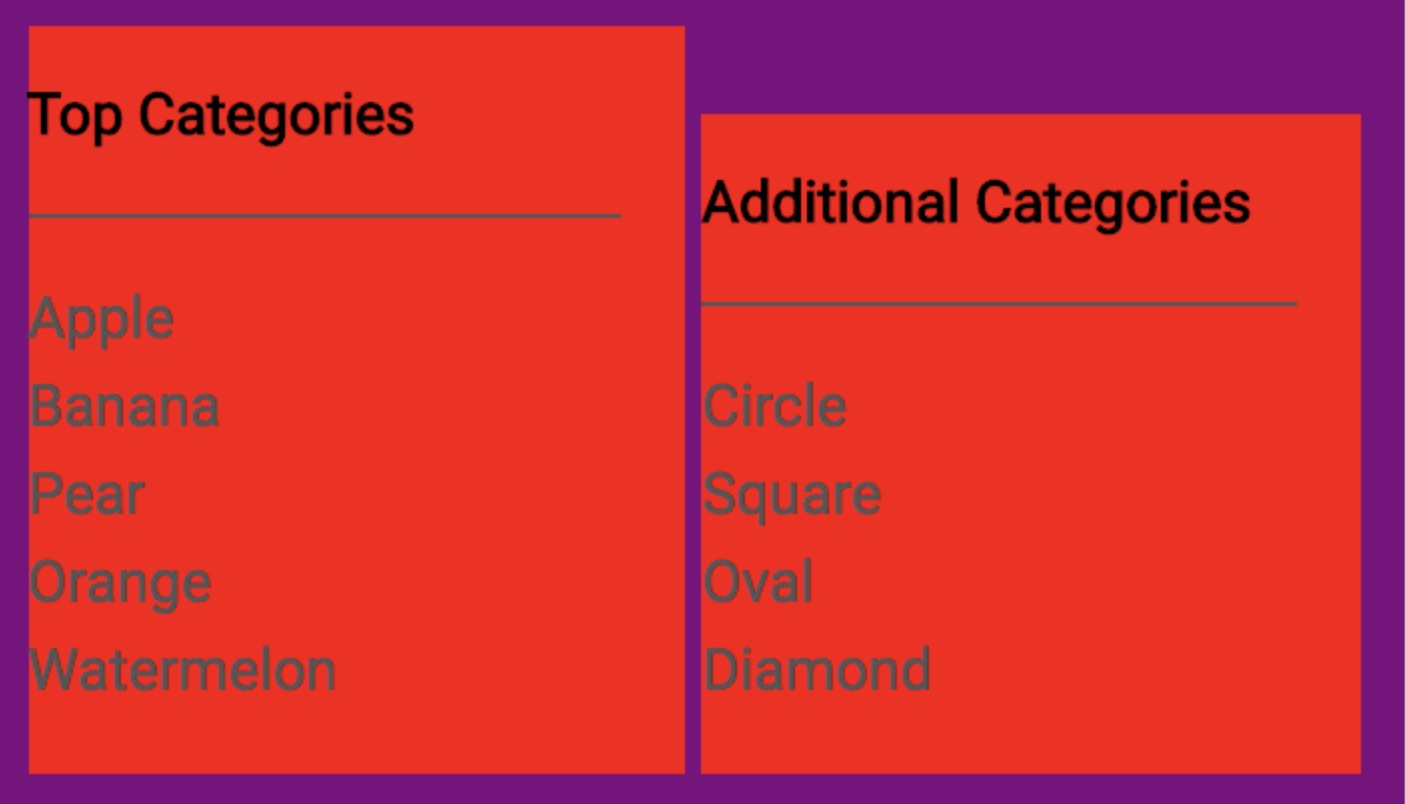 Top Categories
Apple
Banana
Pear
Orange
Watermelon
Additional Categories
Circle
Square
Oval
Diamond